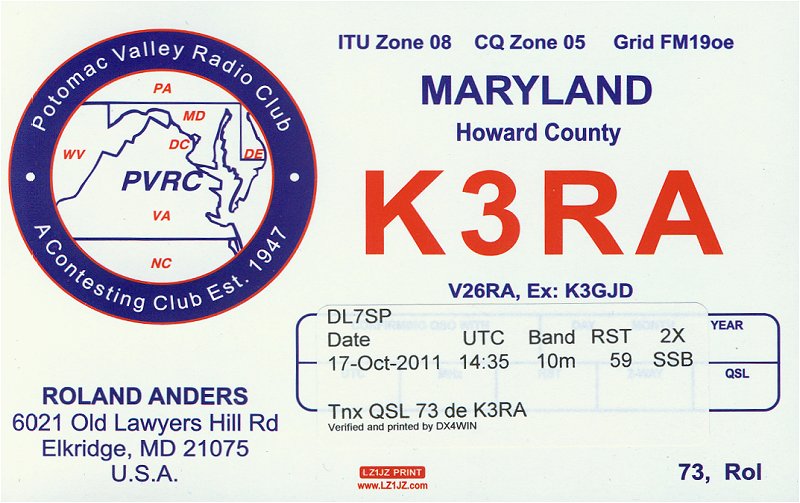 ITU Zone 08 CQ Zone 05 Grid FM19oe
MARYLAND
Howard County
K3RA
V26RA, Ex: K3GJD
Potomac Valley Radio Club
PA
MD
WV
DC
DE
PVRC
VA
NC
A Contesting Club Est. 1947
DL7SP
Date UTC Band RST 2X
17-Oct-2011 14:35 10m 59 SSB
Tnx QSL 73 de K3RA
Verified and printed by DX4WIN
YEAR
QSL
ROLAND ANDERS
6021 Old Lawyers Hill Rd
Elkridge, MD 21075
U.S.A.
LZ1JZ PRINT
www.LZ1JZ.com
73, Rol